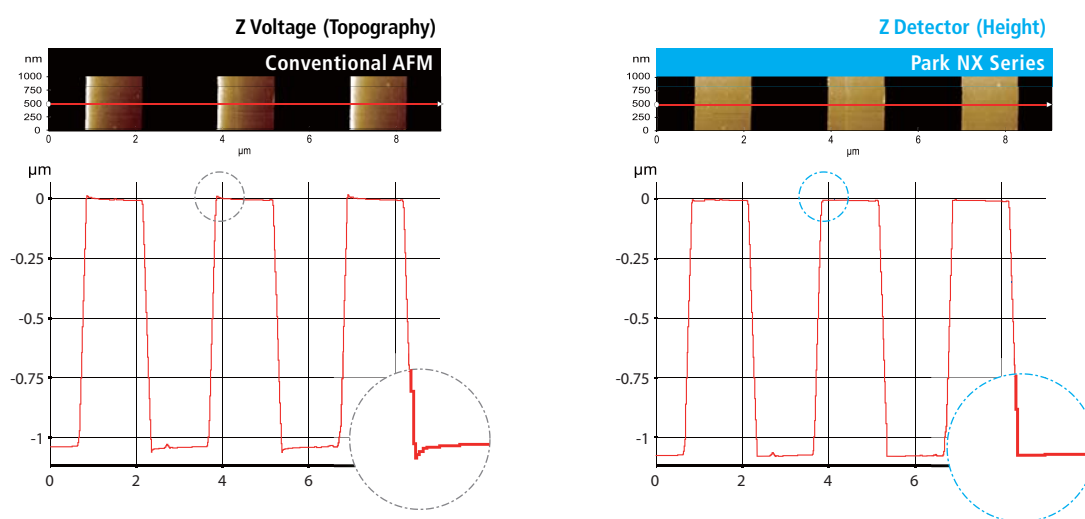 Z Voltage (Topography)
Conventional AFM
nm
1000
750
500
250
0
0 2 4 6 8
µm
µm
0
-0.25
-0.5
-0.75
-1
0 2 4 6 8
Z Detector (Height)
Park NX Series
nm
1000
750
500
250
0
0 2 4 6 8
µm
µm
0
-0.25
-0.5
-0.75
-1
0 2 4 6 8